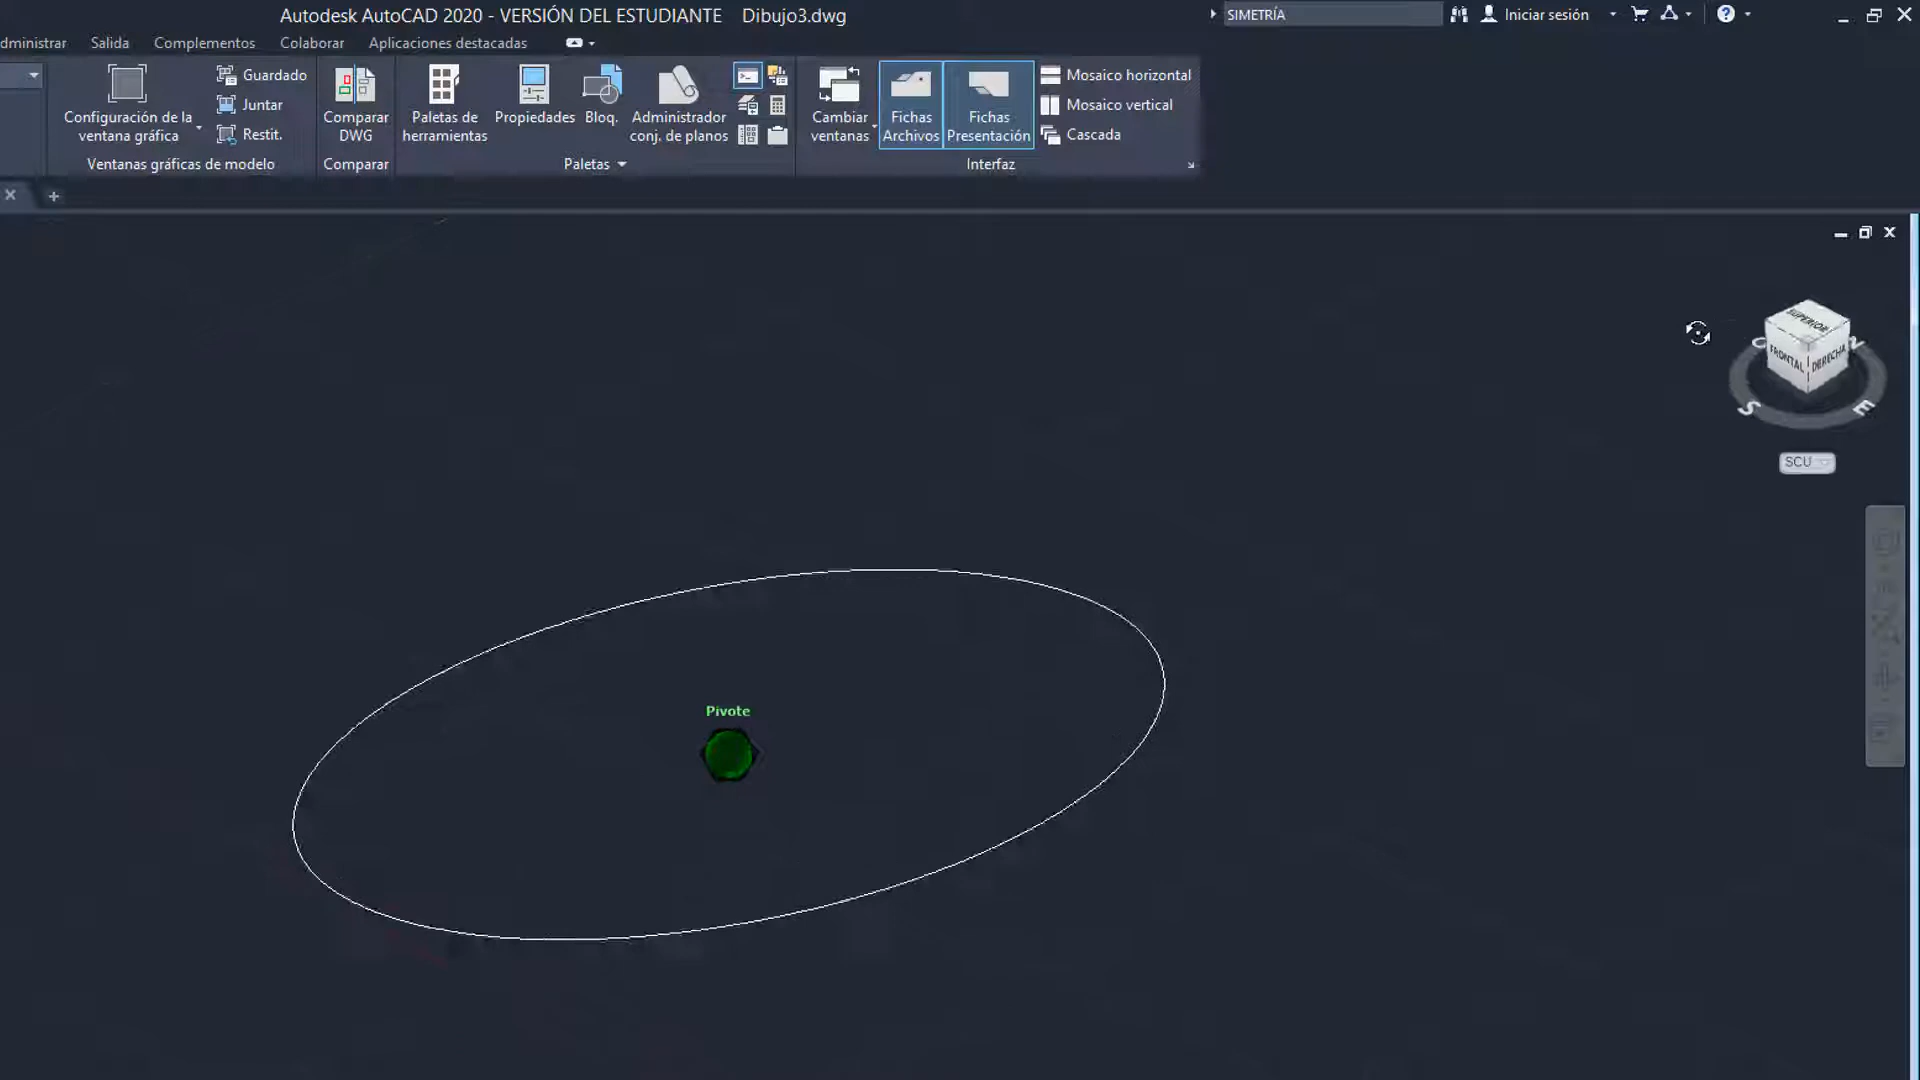 Autodesk AutoCAD 2020 - VERSIÓN DEL ESTUDIANTE Dibujo3.dwg
SIMETRÍA
Iniciar sesión
dministrar Salida Complementos Colaborar Aplicaciones destacadas
Configuración de la
ventana gráfica
Guardado
Juntar
Restit.
Ventanas gráficas de modelo
Comparar
DWG
Comparar
Paletas de
herramientas
Propiedades
Bloq.
Administrador
conj. de planos
Paletas
Cambiar
ventanas
Fichas
Archivos
Fichas
Presentación
Mosaico horizontal
Mosaico vertical
Cascada
Interfaz
SUPERIOR
FRONTAL
DERECHA
S
E
SCU
Pivote